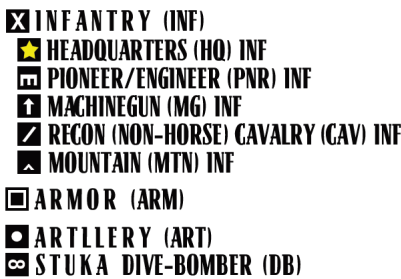 X INFANTRY (INF)
HEADQUARTERS (HQ) INF
PIONEER/ENGINEER (PNR) INF
MACHINEGUN (MG) INF
RECON (NON-HORSE) CAVALRY (CAV) INF
MOUNTAIN (MTN) INF
ARMOR (ARM)
ARTLLERY (ART)
STUKA DIVE-BOMBER (DB)